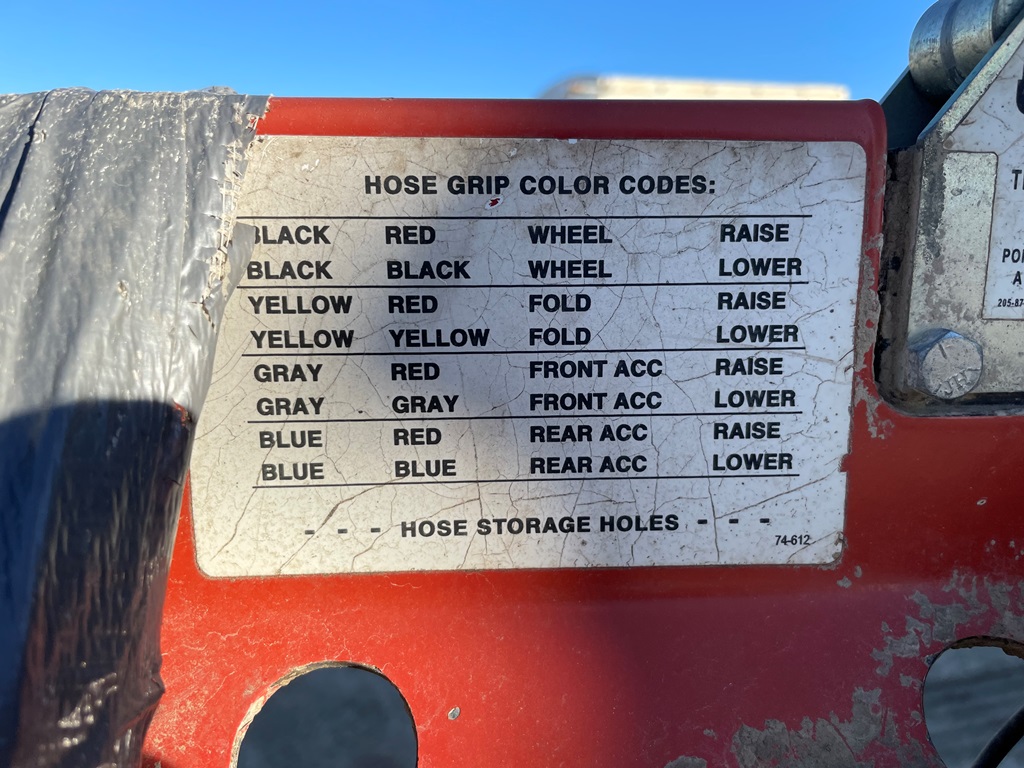 HOSE GRIP COLOR CODES:
BLACK RED WHEEL RAISE
BLACK BLACK WHEEL LOWER
YELLOW RED FOLD RAISE
YELLOW YELLOW FOLD LOWER
GRAY RED FRONT ACC RAISE
GRAY GRAY FRONT ACC LOWER
BLUE RED REAR ACC RAISE
BLUE BLUE REAR ACC LOWER
- - - HOSE STORAGE HOLES - - -
74-612
205-87